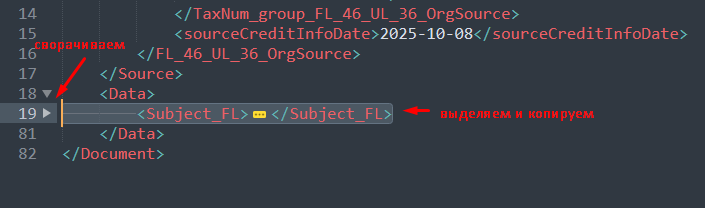 14 </TaxNum_group_FL_46_UL_36_OrgSource>
15 <sourceCreditInfoDate>2025-10-08</sourceCreditInfoDate>
сворачиваем
16 </FL_46_UL_36_OrgSource>
17 </Source>
18 <Data>
19 <Subject_FL>…</Subject_FL> выделяем и копируем
81 </Data>
82 </Document>